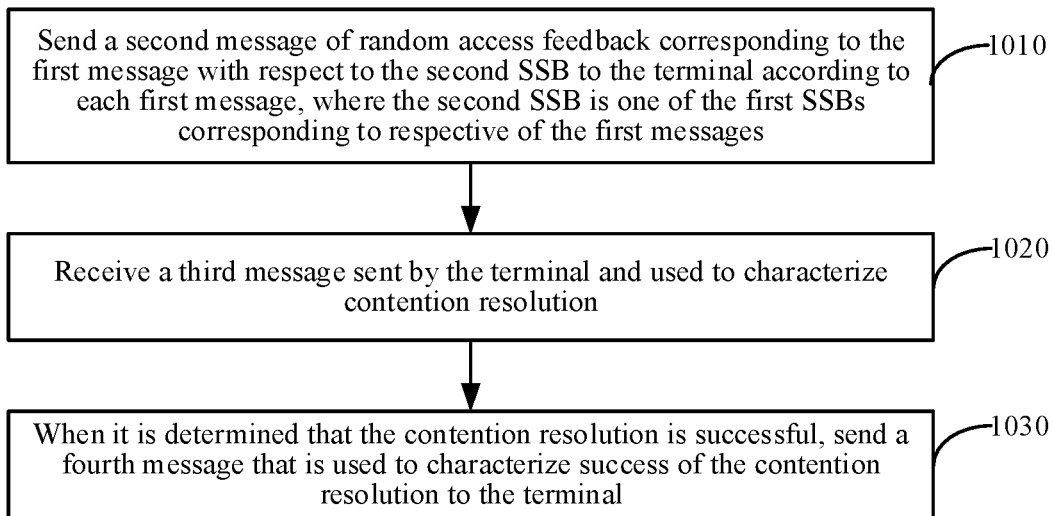 Send a second message of random access feedback corresponding to the
first message with respect to the second SSB to the terminal according to
each first message, where the second SSB is one of the first SSBs
corresponding to respective of the first messages
1010
Receive a third message sent by the terminal and used to characterize
contention resolution
1020
When it is determined that the contention resolution is successful, send a
fourth message that is used to characterize success of the contention
resolution to the terminal
1030